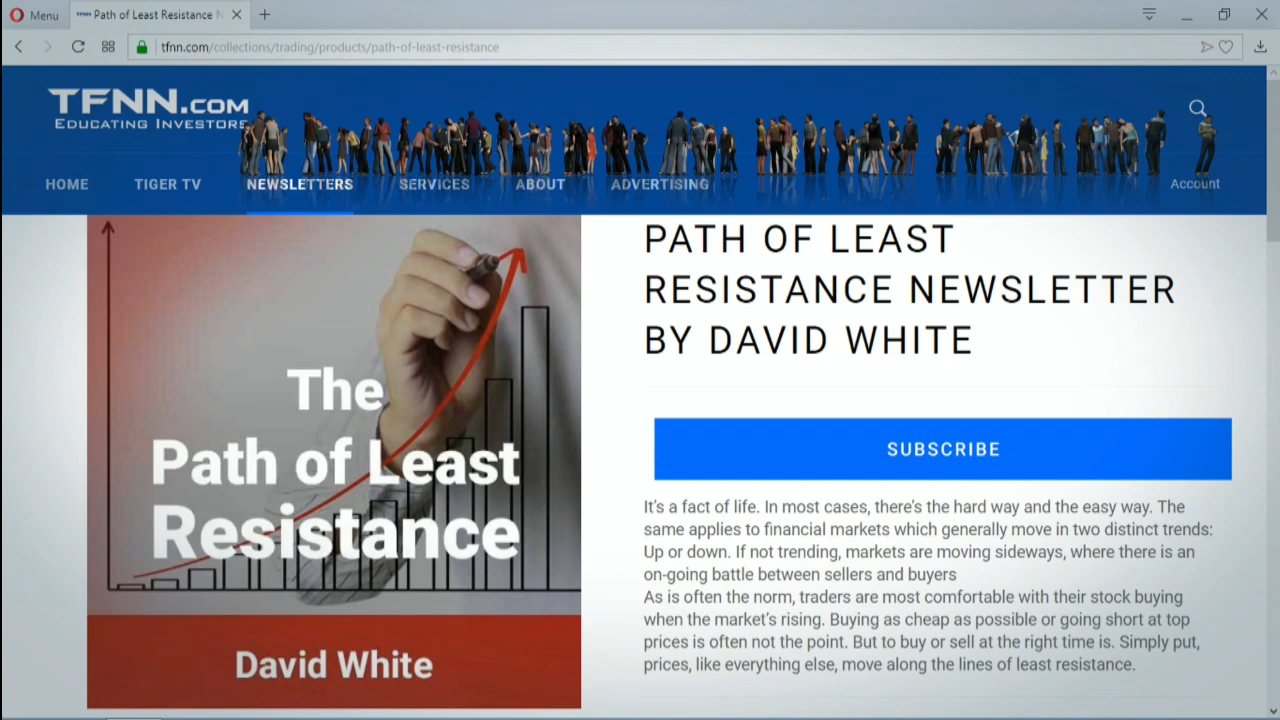 Menu
Path of Least Resistance N
tfnn.com/collections/trading/products/path-of-least-resistance
TFNN.COM
EDUCATING INVESTORS
HOME TIGER TV NEWSLETTERS SERVICES ABOUT ADVERTISING Account
The
Path of Least
Resistance
David White
PATH OF LEAST
RESISTANCE NEWSLETTER
BY DAVID WHITE
SUBSCRIBE
It's a fact of life. In most cases, there's the hard way and the easy way. The
same applies to financial markets which generally move in two distinct trends:
Up or down. If not trending, markets are moving sideways, where there is an
on-going battle between sellers and buyers
As is often the norm, traders are most comfortable with their stock buying
when the market's rising. Buying as cheap as possible or going short at top
prices is often not the point. But to buy or sell at the right time is. Simply put,
prices, like everything else, move along the lines of least resistance.